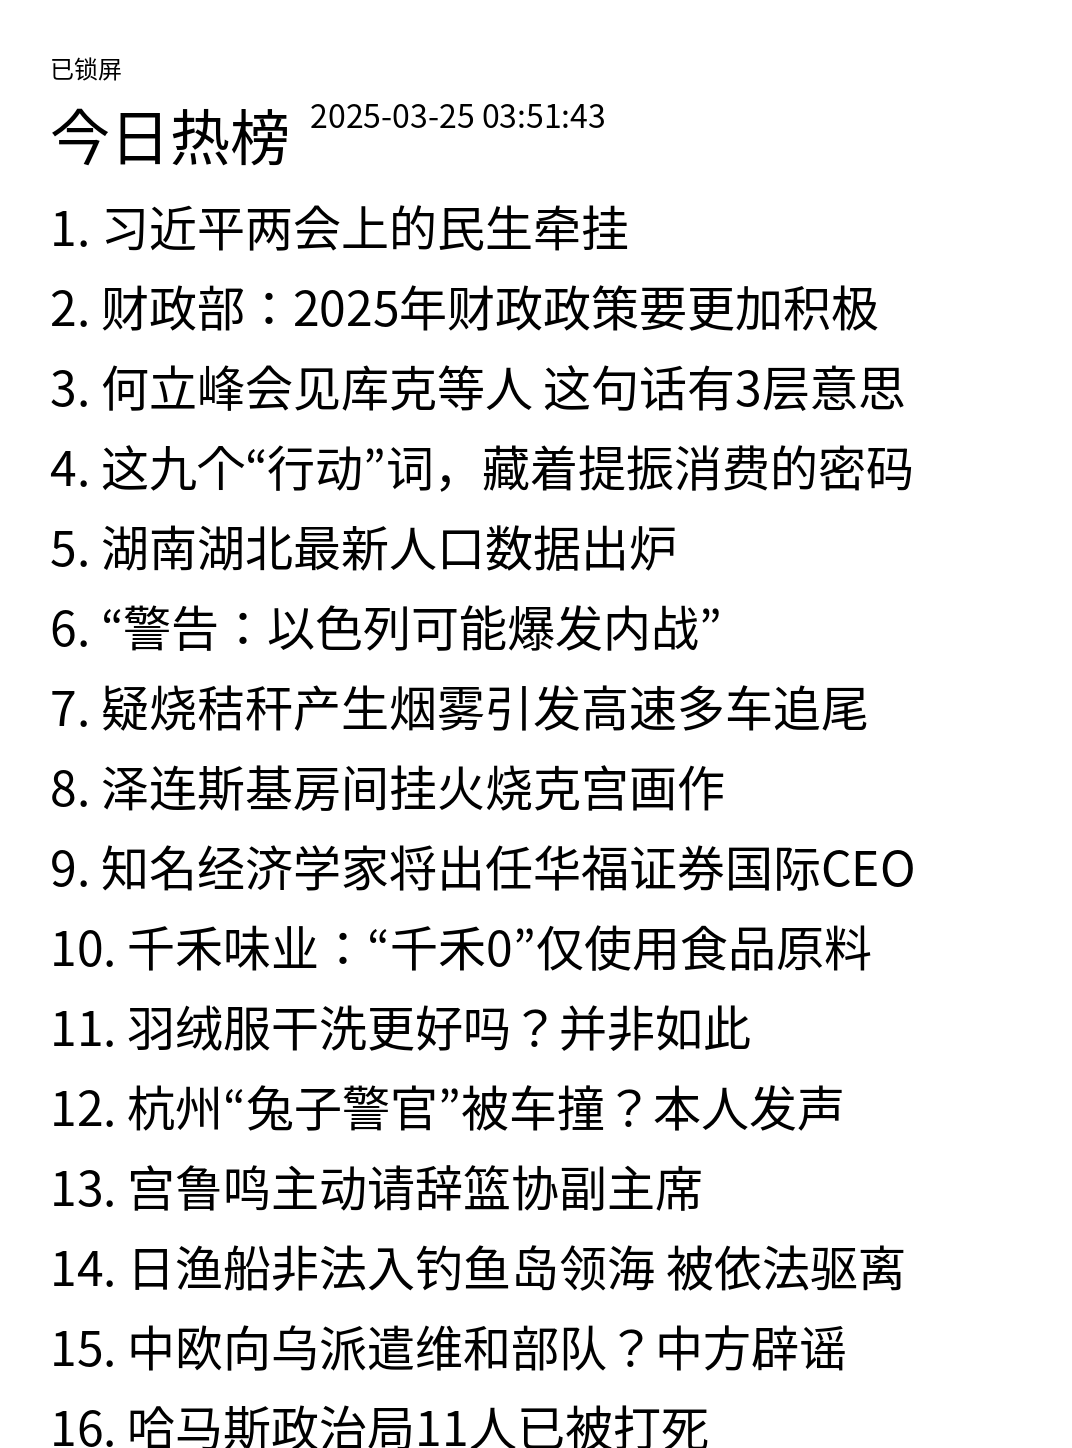 已锁屏
今日热榜 2025-03-25 03:51:43
1. 习近平两会上的民生牵挂
2. 财政部：2025年财政政策要更加积极
3. 何立峰会见库克等人 这句话有3层意思
4. 这九个“行动”词，藏着提振消费的密码
5. 湖南湖北最新人口数据出炉
6. “警告：以色列可能爆发内战”
7. 疑烧秸秆产生烟雾引发高速多车追尾
8. 泽连斯基房间挂火烧克宫画作
9. 知名经济学家将出任华福证券国际CEO
10. 千禾味业：“千禾0”仅使用食品原料
11. 羽绒服干洗更好吗？并非如此
12. 杭州“兔子警官”被车撞？本人发声
13. 宫鲁鸣主动请辞篮协副主席
14. 日渔船非法入钓鱼岛领海 被依法驱离
15. 中欧向乌派遣维和部队？中方辟谣
16. 哈马斯政治局11人已被打死